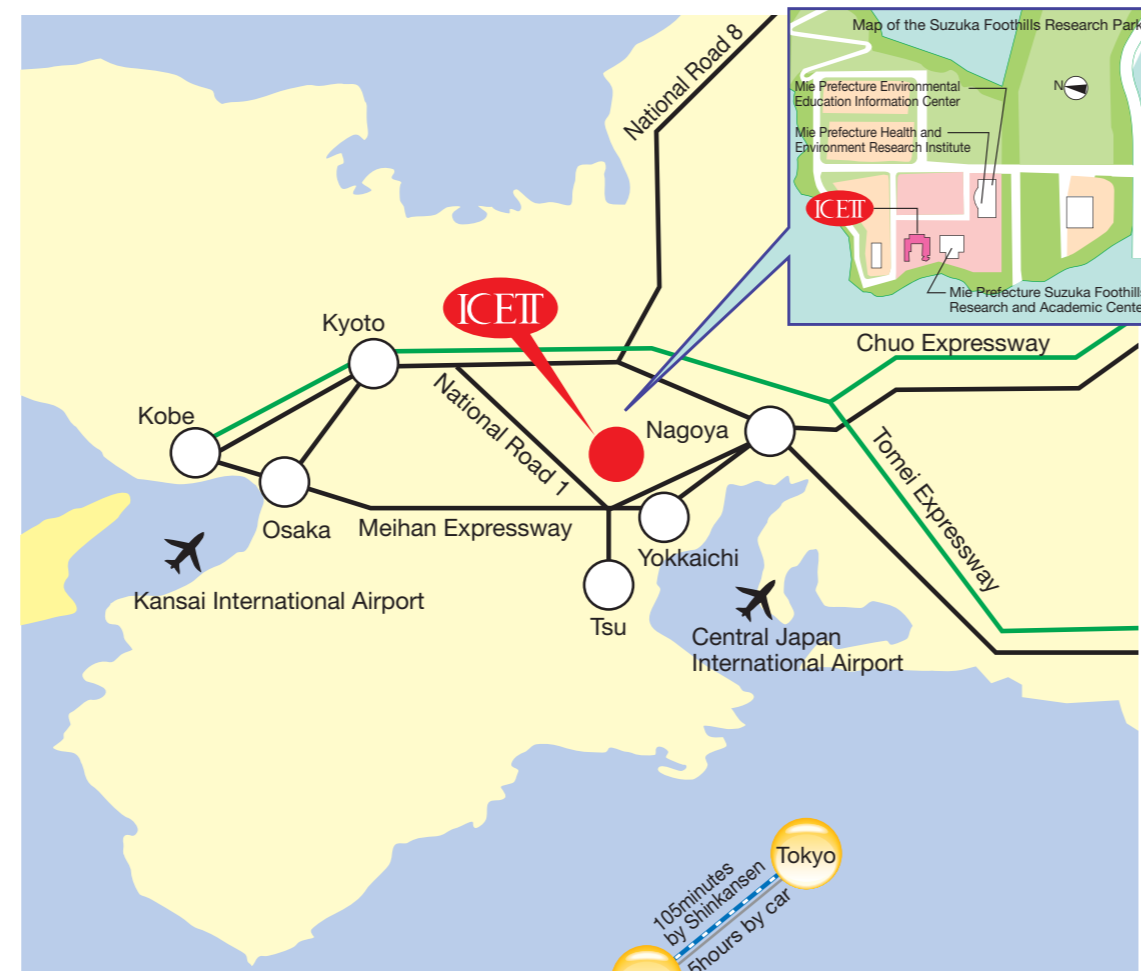 Map of the Suzuka Foothills Research Park
N
Mie Prefecture Environmental
Education Information Center
Mie Prefecture Health and
Environment Research Institute
ICETT
Mie Prefecture Suzuka Foothills
Research and Academic Cente
National Road 8
ICETT
Kyoto
Chuo Expressway
Kobe
National Road 1
Nagoya
Tomei Expressway
Osaka
Meihan Expressway
Yokkaichi
Kansai International Airport
Tsu
Central Japan
International Airport
Tokyo
105minutes
by Shinkansen
5hours by car